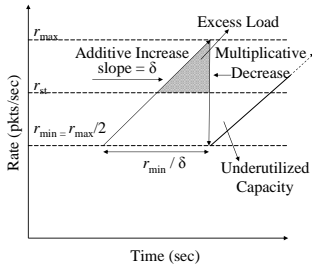 Excess Load
r_max
Additive Increase
slope = δ
Multiplicative
Decrease
r_st
r_min = r_max/2
r_min / δ
Underutilized
Capacity
Rate (pkts/sec)
Time (sec)